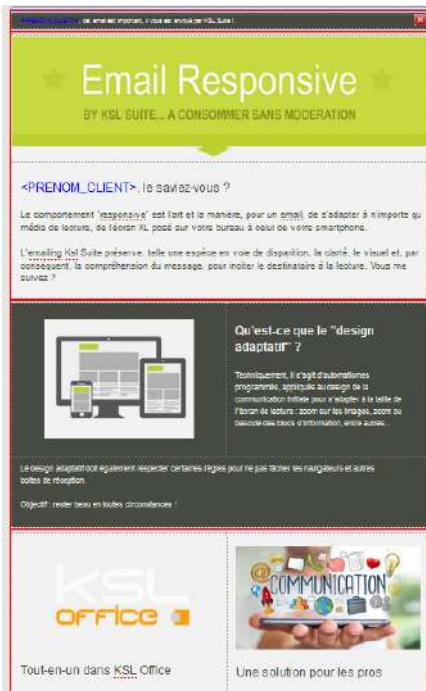 <PRENOM_CLIENT>, cet email est important, il vous est envoyé par KSL Suite !
Email Responsive
BY KSL SUITE... A CONSOMMER SANS MODERATION
<PRENOM_CLIENT>, le saviez-vous ?
Le comportement "responsive" est l'art et la manière, pour un email, de s'adapter à n'importe qu
média de lecture, de l'écran XL posé sur votre bureau à celui de votre smartphone.
L'emailing Ksl Suite préserve, telle une espèce en voie de disparition, la clarté, le visuel et, par
conséquent, la compréhension du message, pour inciter le destinataire à la lecture. Vous me
suivez ?
Qu'est-ce que le "design
adaptatif" ?
Techniquement, il s'agit d'automatismes
programmés, appliqués au design de la
communication initiale pour s'adapter à la taille de
l'écran de lecture : zoom sur les images, zoom ou
bascule des blocs d'information, entre autres...
Le design adaptatif doit également respecter certaines règles pour ne pas fâcher les navigateurs et autres
boîtes de réception.
Objectif : rester beau en toutes circonstances !
KSL
OFFICE
COMMUNICATION
Tout-en-un dans KSL Office
Une solution pour les pros